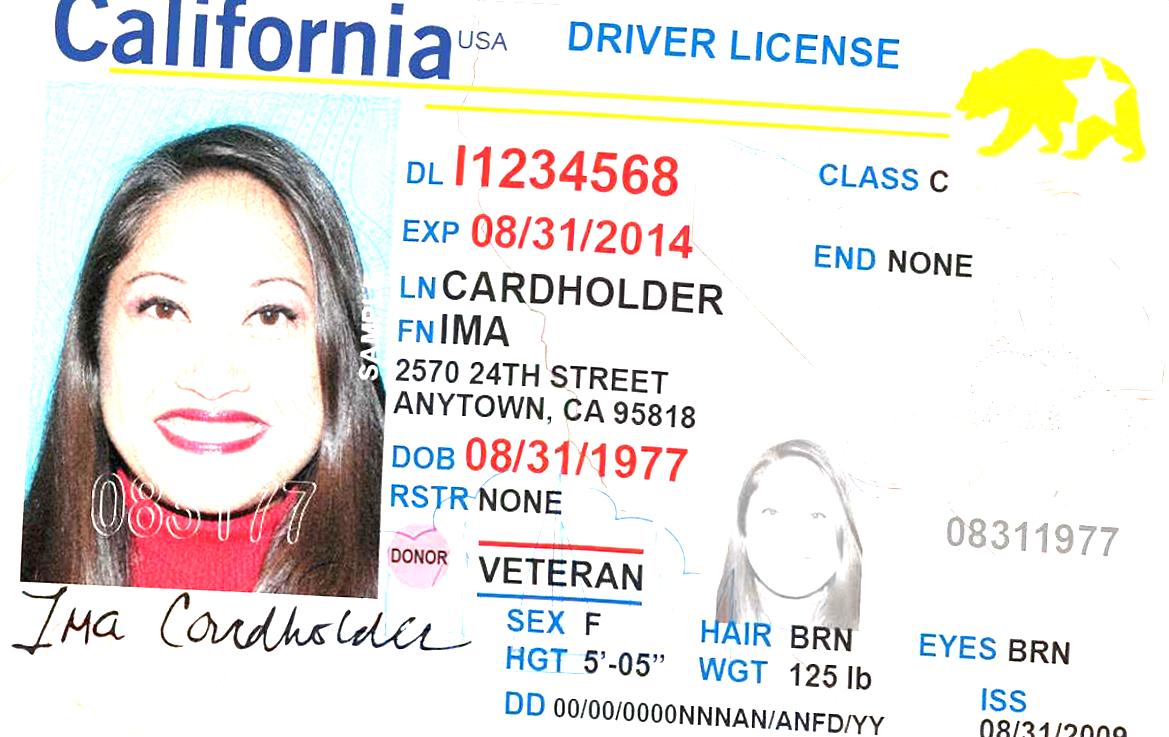 California USA DRIVER LICENSE
DL I1234568 CLASS C
EXP 08/31/2014 END NONE
LN CARDHOLDER
FN IMA
2570 24TH STREET
ANYTOWN, CA 95818
DOB 08/31/1977
RSTR NONE
SAMPLE
083177
08311977
DONOR
VETERAN
SEX F HAIR BRN EYES BRN
HGT 5'-05" WGT 125 lb
DD 00/00/0000NNNAN/ANFD/YY ISS
08/31/2009
Ima Cardholder